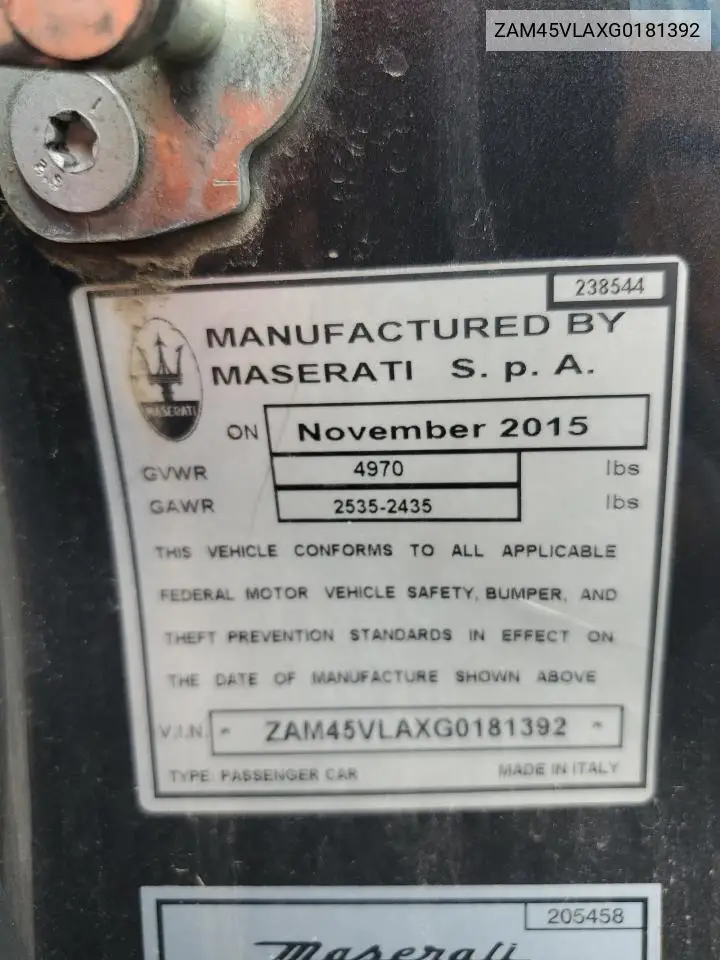 ZAM45VLAXG0181392
238544
MANUFACTURED BY
MASERATI S. p. A.
MASERATI
ON November 2015
GVWR 4970 lbs
GAWR 2535-2435 lbs
THIS VEHICLE CONFORMS TO ALL APPLICABLE
FEDERAL MOTOR VEHICLE SAFETY, BUMPER, AND
THEFT PREVENTION STANDARDS IN EFFECT ON
THE DATE OF MANUFACTURE SHOWN ABOVE
V.I.N. * ZAM45VLAXG0181392 *
TYPE: PASSENGER CAR MADE IN ITALY
205458
Maserati